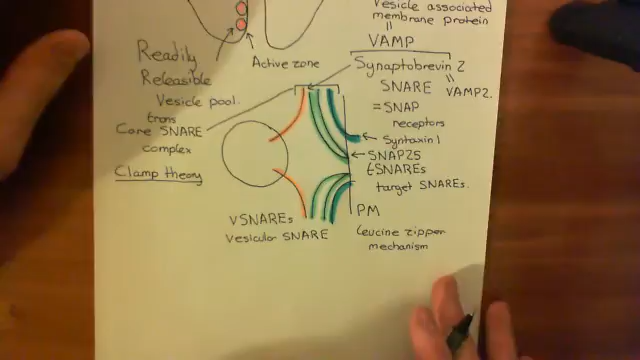 Vesicle associated
membrane protein
=
VAMP
Readily
Releasible
Vesicle pool.
Active zone
Synaptobrevin 2
=
VAMP2.
SNARE
= SNAP
receptors
trans
Core SNARE
complex
Clamp theory
Syntaxin 1
SNAP25
tSNAREs
target SNAREs.
PM
vSNAREs
Vesicular SNARE
Leucine zipper
mechanism